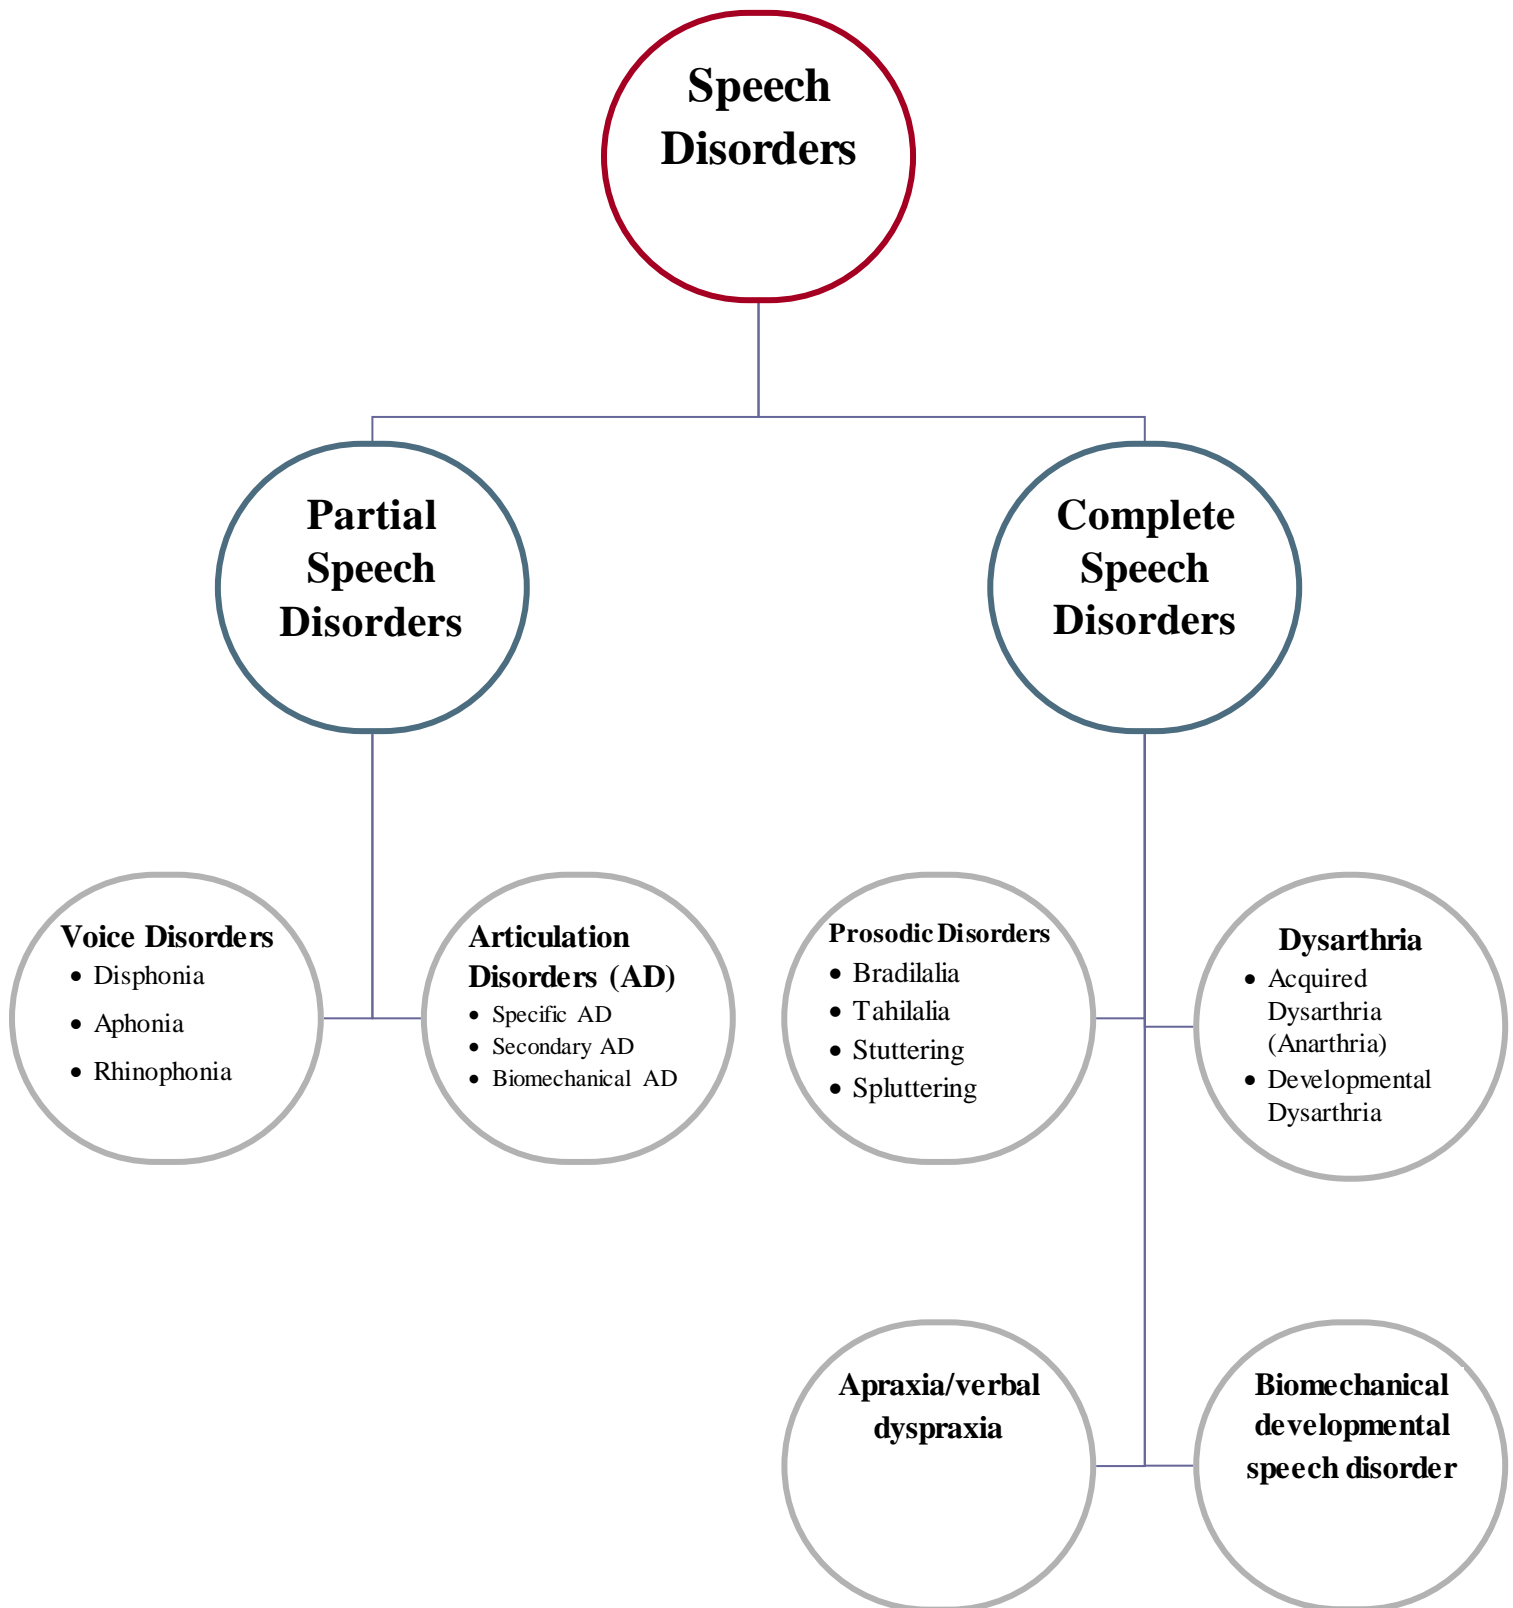 Speech
Disorders
Partial
Speech
Disorders
Complete
Speech
Disorders
Voice Disorders
• Disphonia
• Aphonia
• Rhinophonia
Articulation
Disorders (AD)
• Specific AD
• Secondary AD
• Biomechanical AD
Prosodic Disorders
• Bradilalia
• Tahilalia
• Stuttering
• Spluttering
Dysarthria
• Acquired
Dysarthria
(Anarthria)
• Developmental
Dysarthria
Apraxia/verbal
dyspraxia
Biomechanical
developmental
speech disorder